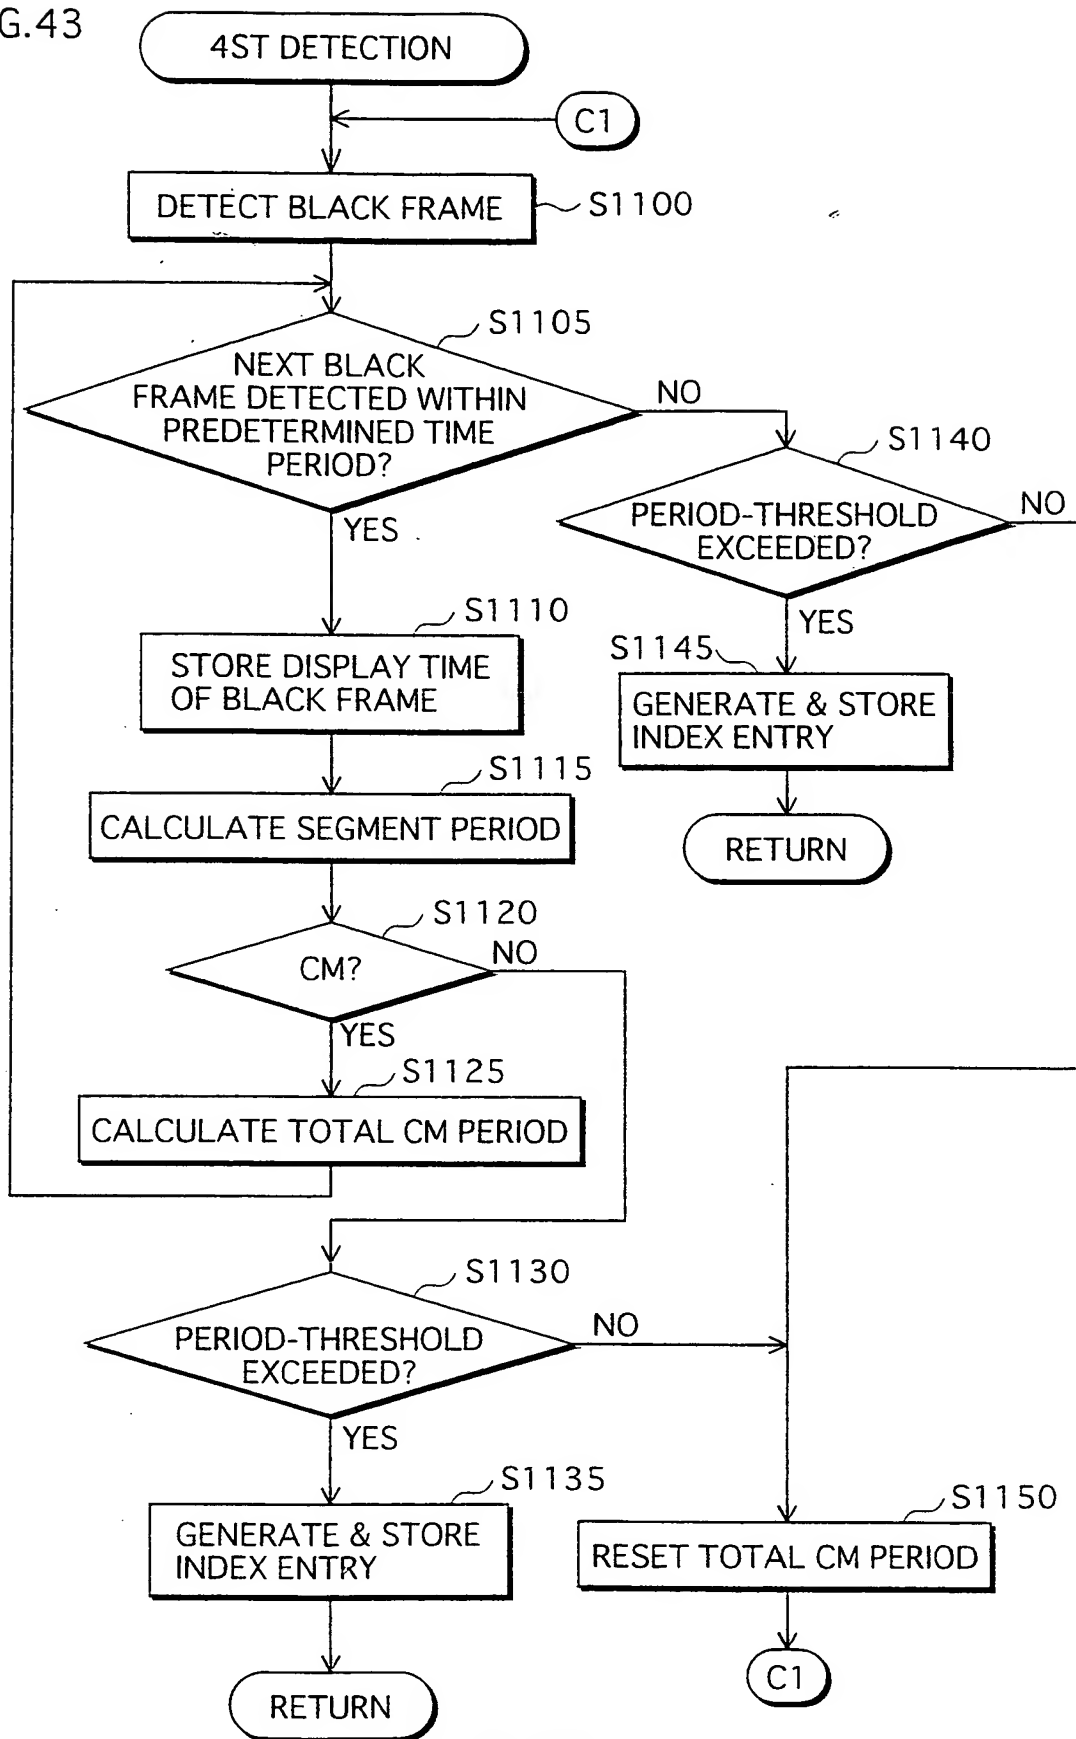 G.43
4ST DETECTION
C1
DETECT BLACK FRAME
S1100
S1105
NEXT BLACK
FRAME DETECTED WITHIN
PREDETERMINED TIME
PERIOD?
NO
S1140
PERIOD-THRESHOLD
EXCEEDED?
NO
YES
YES
S1110
STORE DISPLAY TIME
OF BLACK FRAME
S1145
GENERATE & STORE
INDEX ENTRY
S1115
CALCULATE SEGMENT PERIOD
RETURN
S1120
CM?
NO
YES
S1125
CALCULATE TOTAL CM PERIOD
S1130
PERIOD-THRESHOLD
EXCEEDED?
NO
YES
S1135
GENERATE & STORE
INDEX ENTRY
S1150
RESET TOTAL CM PERIOD
RETURN
C1